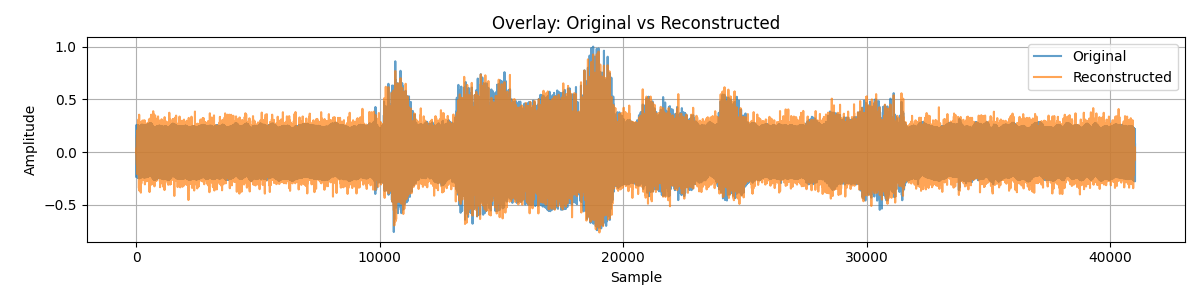 Overlay: Original vs Reconstructed
1.0
0.5
0.0
−0.5
Amplitude
Original
Reconstructed
0
10000
20000
30000
40000
Sample